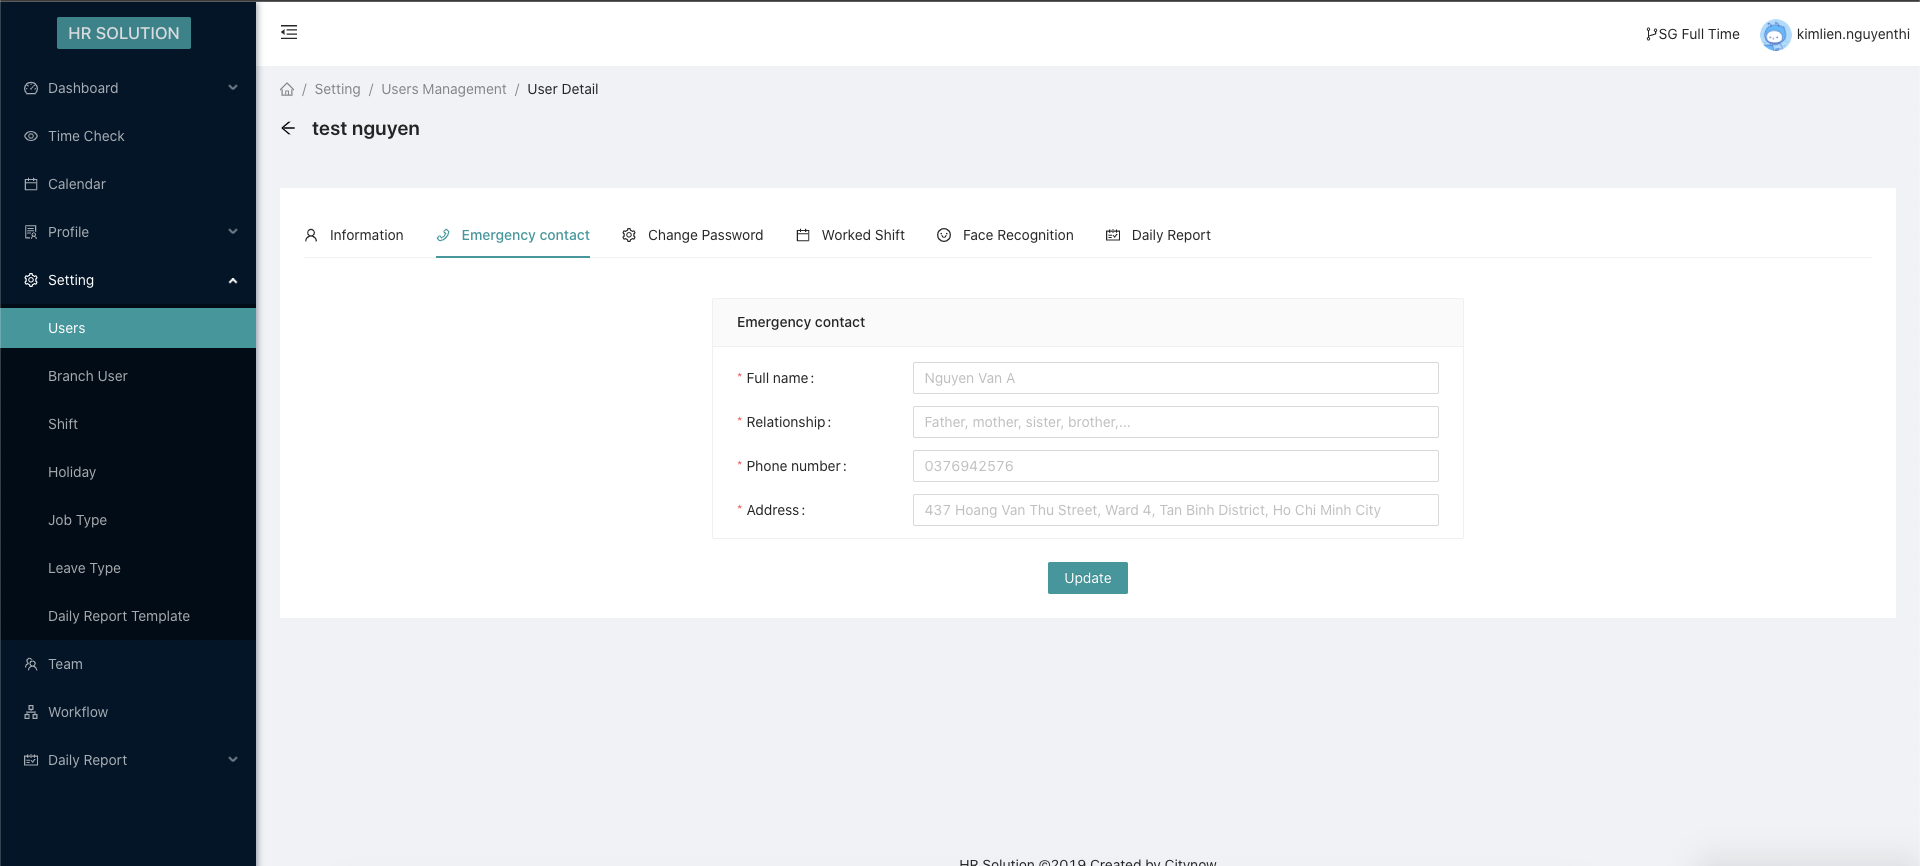 HR SOLUTION
SG Full Time
kimlien.nguyenthi
Dashboard
Time Check
Calendar
Profile
Setting
Users
Branch User
Shift
Holiday
Job Type
Leave Type
Daily Report Template
Team
Workflow
Daily Report
/ Setting / Users Management / User Detail
test nguyen
Information
Emergency contact
Change Password
Worked Shift
Face Recognition
Daily Report
Emergency contact
* Full name:
Nguyen Van A
* Relationship:
Father, mother, sister, brother,...
* Phone number:
0376942576
* Address:
437 Hoang Van Thu Street, Ward 4, Tan Binh District, Ho Chi Minh City
Update
HR Solution ©2019 Created by Citynow